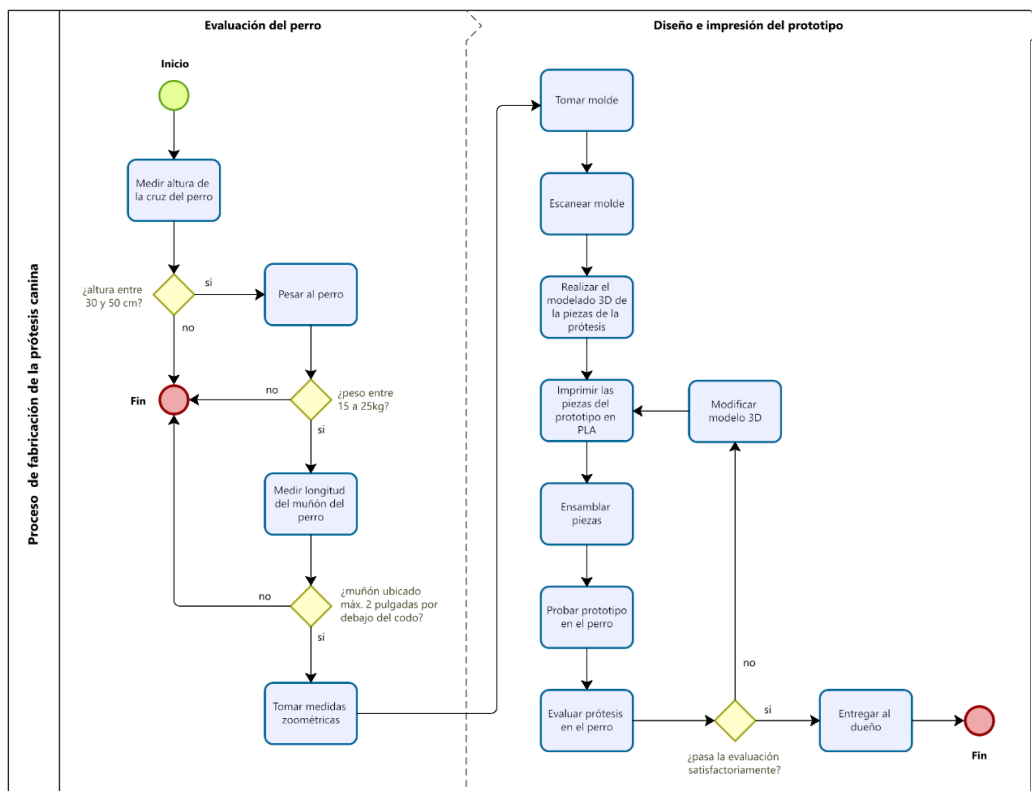 Proceso de fabricación de la prótesis canina
Evaluación del perro
Inicio
Medir altura de
la cruz del perro
¿altura entre
30 y 50 cm?
si
no
Pesar al perro
Fin
no
¿peso entre
15 a 25kg?
si
Medir longitud
del muñón del
perro
no
¿muñón ubicado
máx. 2 pulgadas por
debajo del codo?
si
Tomar medidas
zoométricas
Diseño e impresión del prototipo
Tomar molde
Escanear molde
Realizar el
modelado 3D de
la piezas de la
prótesis
Imprimir las
piezas del
prototipo en
PLA
Modificar
modelo 3D
Ensamblar
piezas
Probar prototipo
en el perro
Evaluar prótesis
en el perro
no
si
¿pasa la evaluación
satisfactoriamente?
Entregar al
dueño
Fin